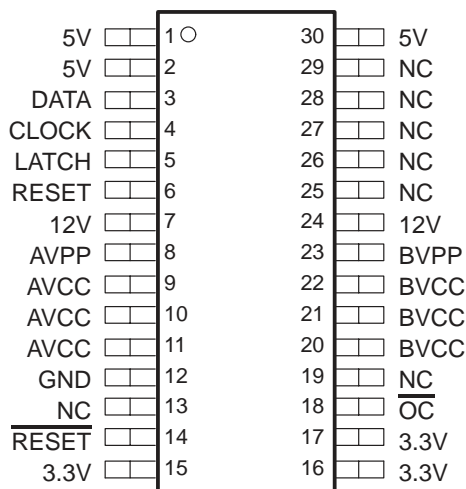 5V 1 30 5V
5V 2 29 NC
DATA 3 28 NC
CLOCK 4 27 NC
LATCH 5 26 NC
RESET 6 25 NC
12V 7 24 12V
AVPP 8 23 BVPP
AVCC 9 22 BVCC
AVCC 10 21 BVCC
AVCC 11 20 BVCC
GND 12 19 NC
NC 13 18 O̅C̅
R̅E̅S̅E̅T̅ 14 17 3.3V
3.3V 15 16 3.3V